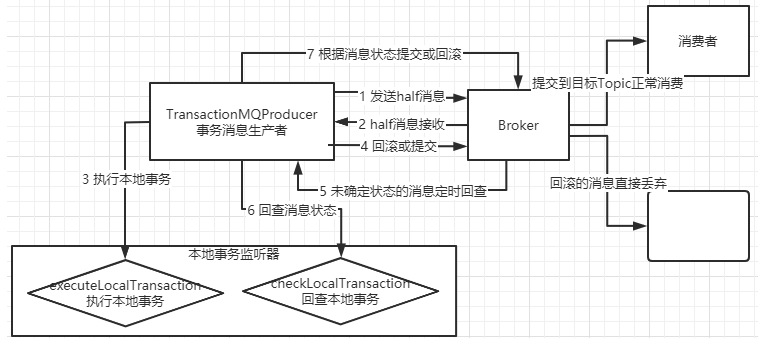 7 根据消息状态提交或回滚
消费者
提交到目标Topic正常消费
1 发送half消息
TransactionMQProducer
事务消息生产者
2 half消息接收
Broker
4 回滚或提交
3 执行本地事务
5 未确定状态的消息定时回查
回滚的消息直接丢弃
6 回查消息状态
本地事务监听器
executeLocalTransaction
执行本地事务
checkLocalTransaction
回查本地事务